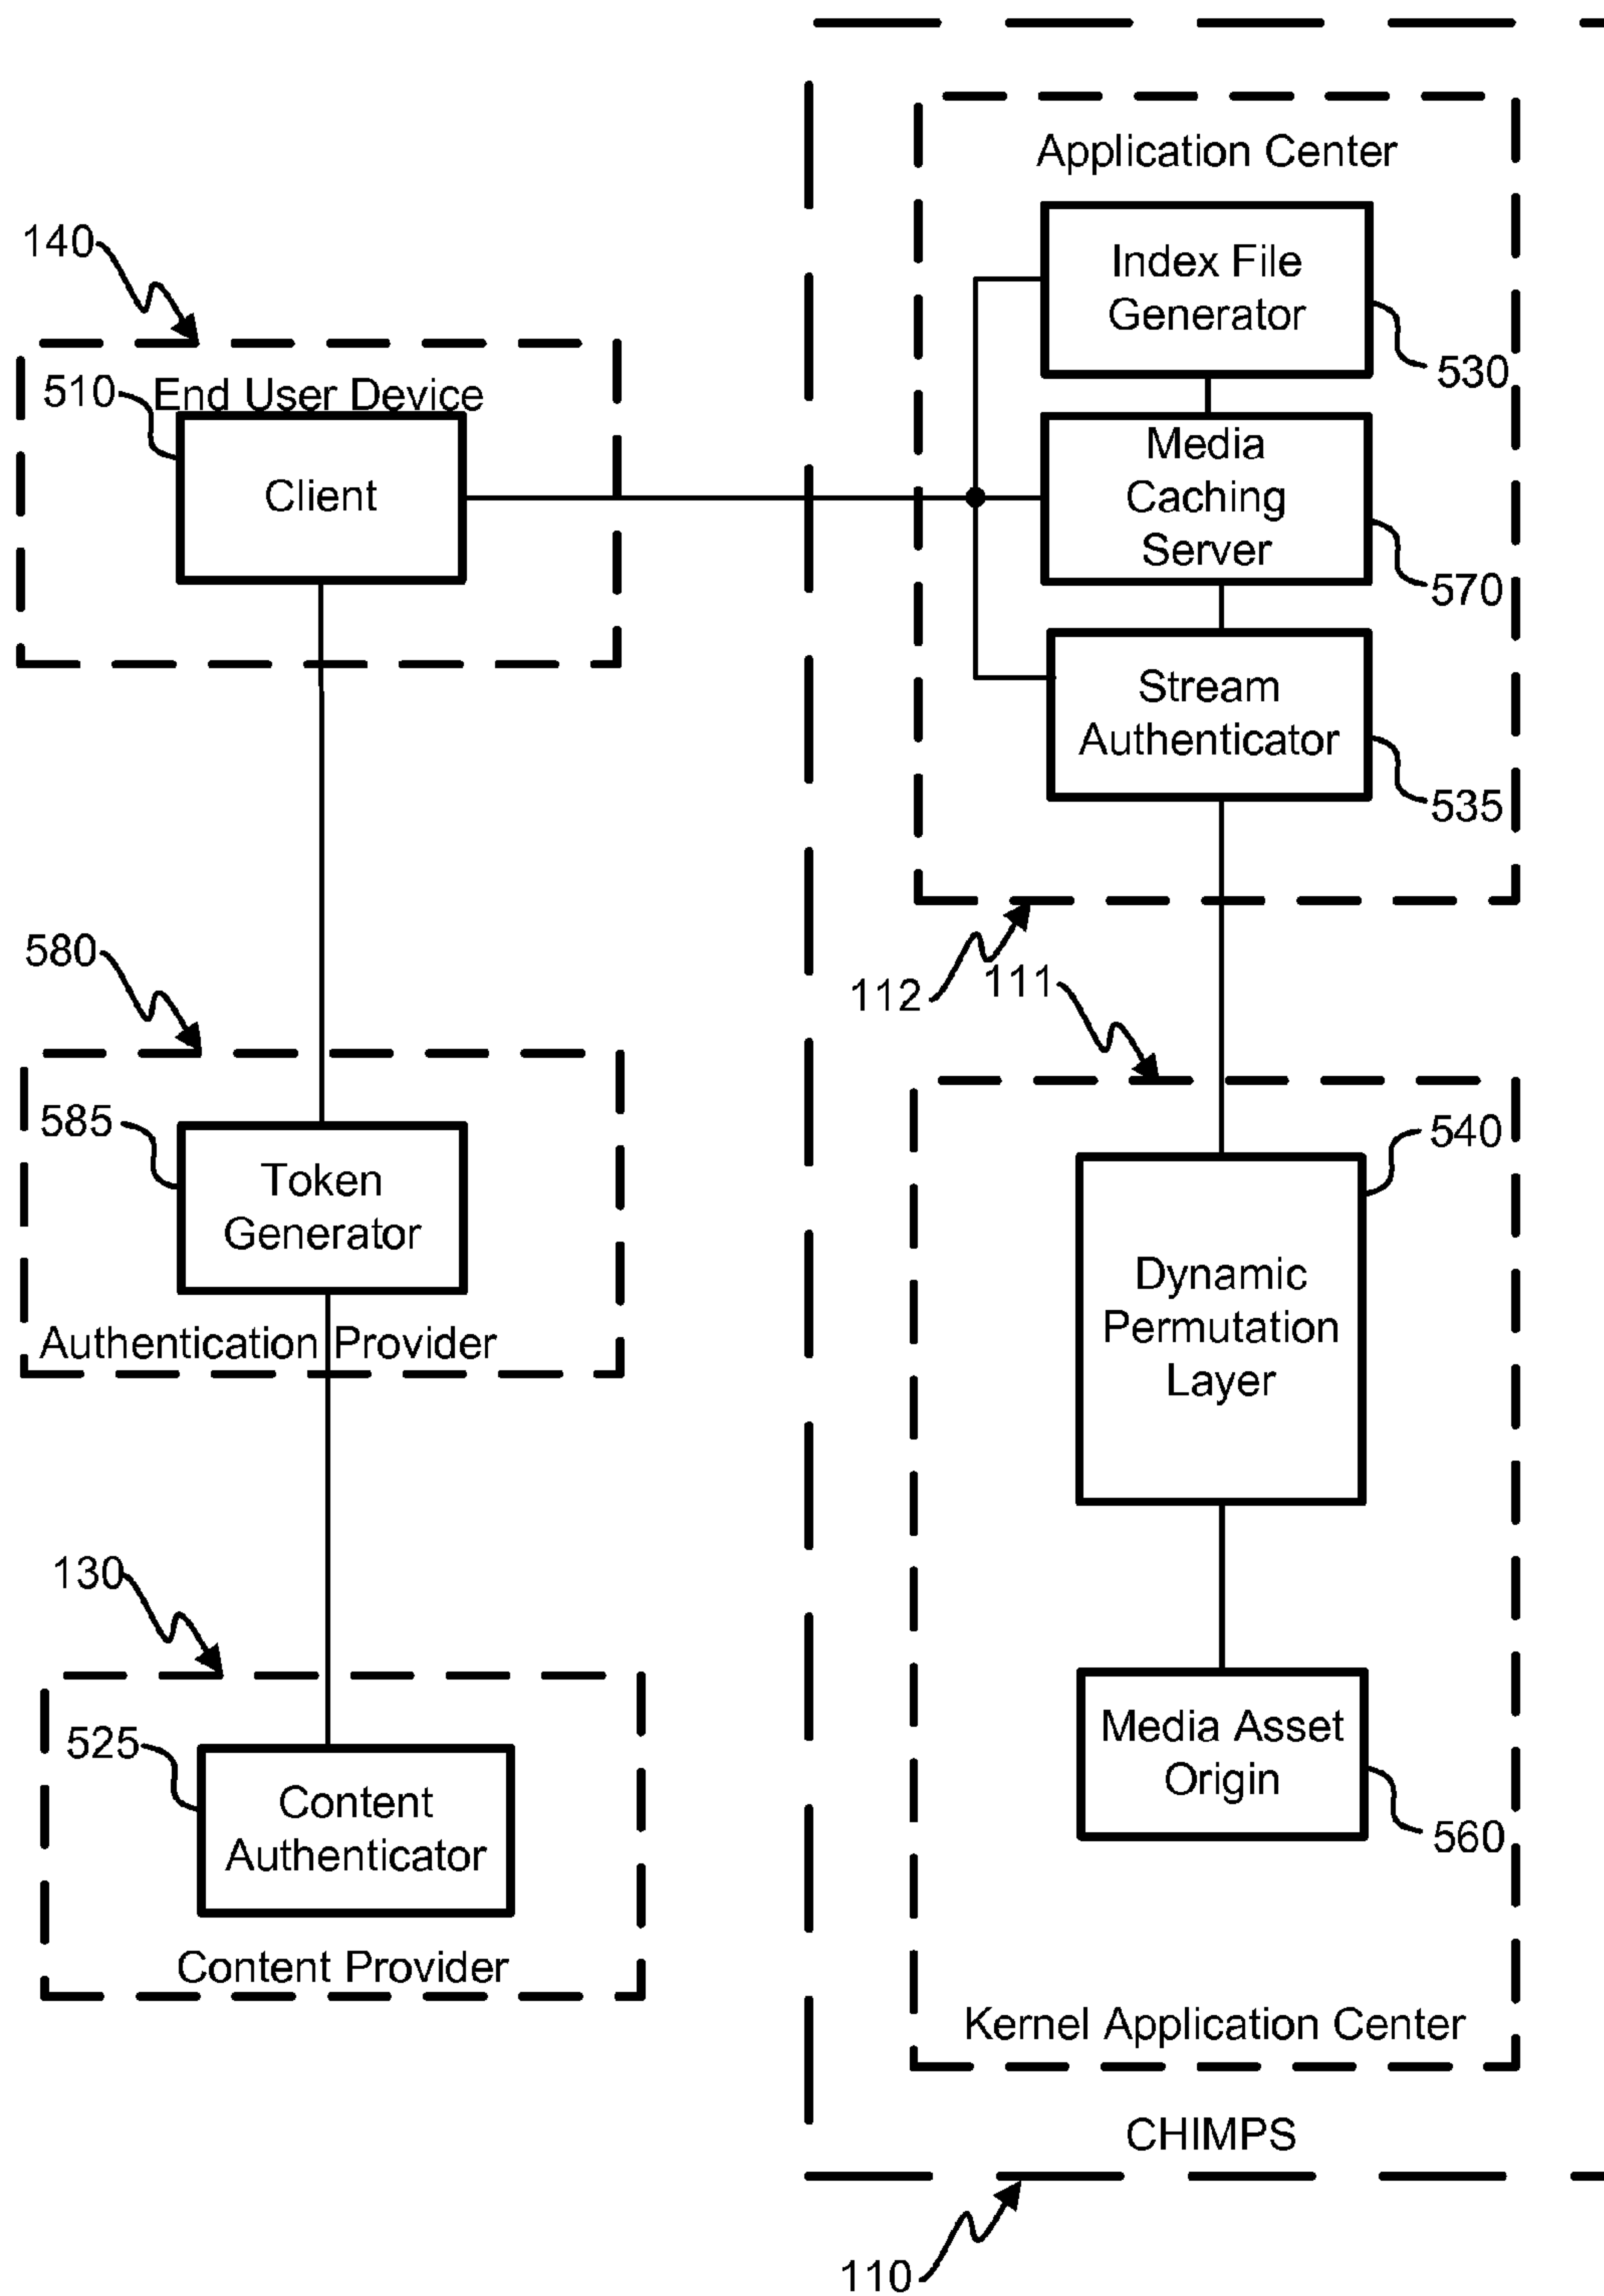 Application Center
140
Index File
Generator
530
510
End User Device
Client
Media
Caching
Server
570
Stream
Authenticator
535
580
112
111
585
Token
Generator
Authentication Provider
540
Dynamic
Permutation
Layer
130
525
Content
Authenticator
Content Provider
Media Asset
Origin
560
Kernel Application Center
CHIMPS
110